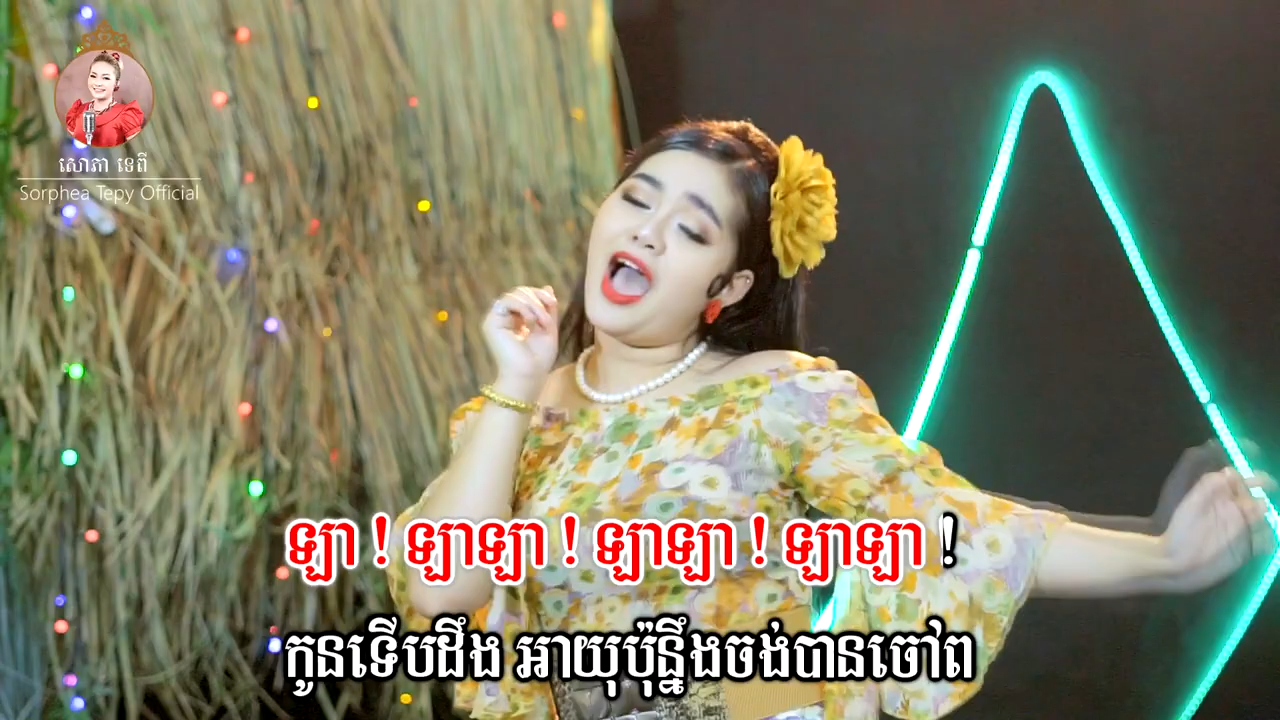 សោភា ទេពី
Sorphea Tepy Official
ឡា ! ឡាឡា ! ឡាឡា ! ឡាឡា !
កូនទើបដឹង អាយុប៉ុន្នឹងចង់បានចៅព